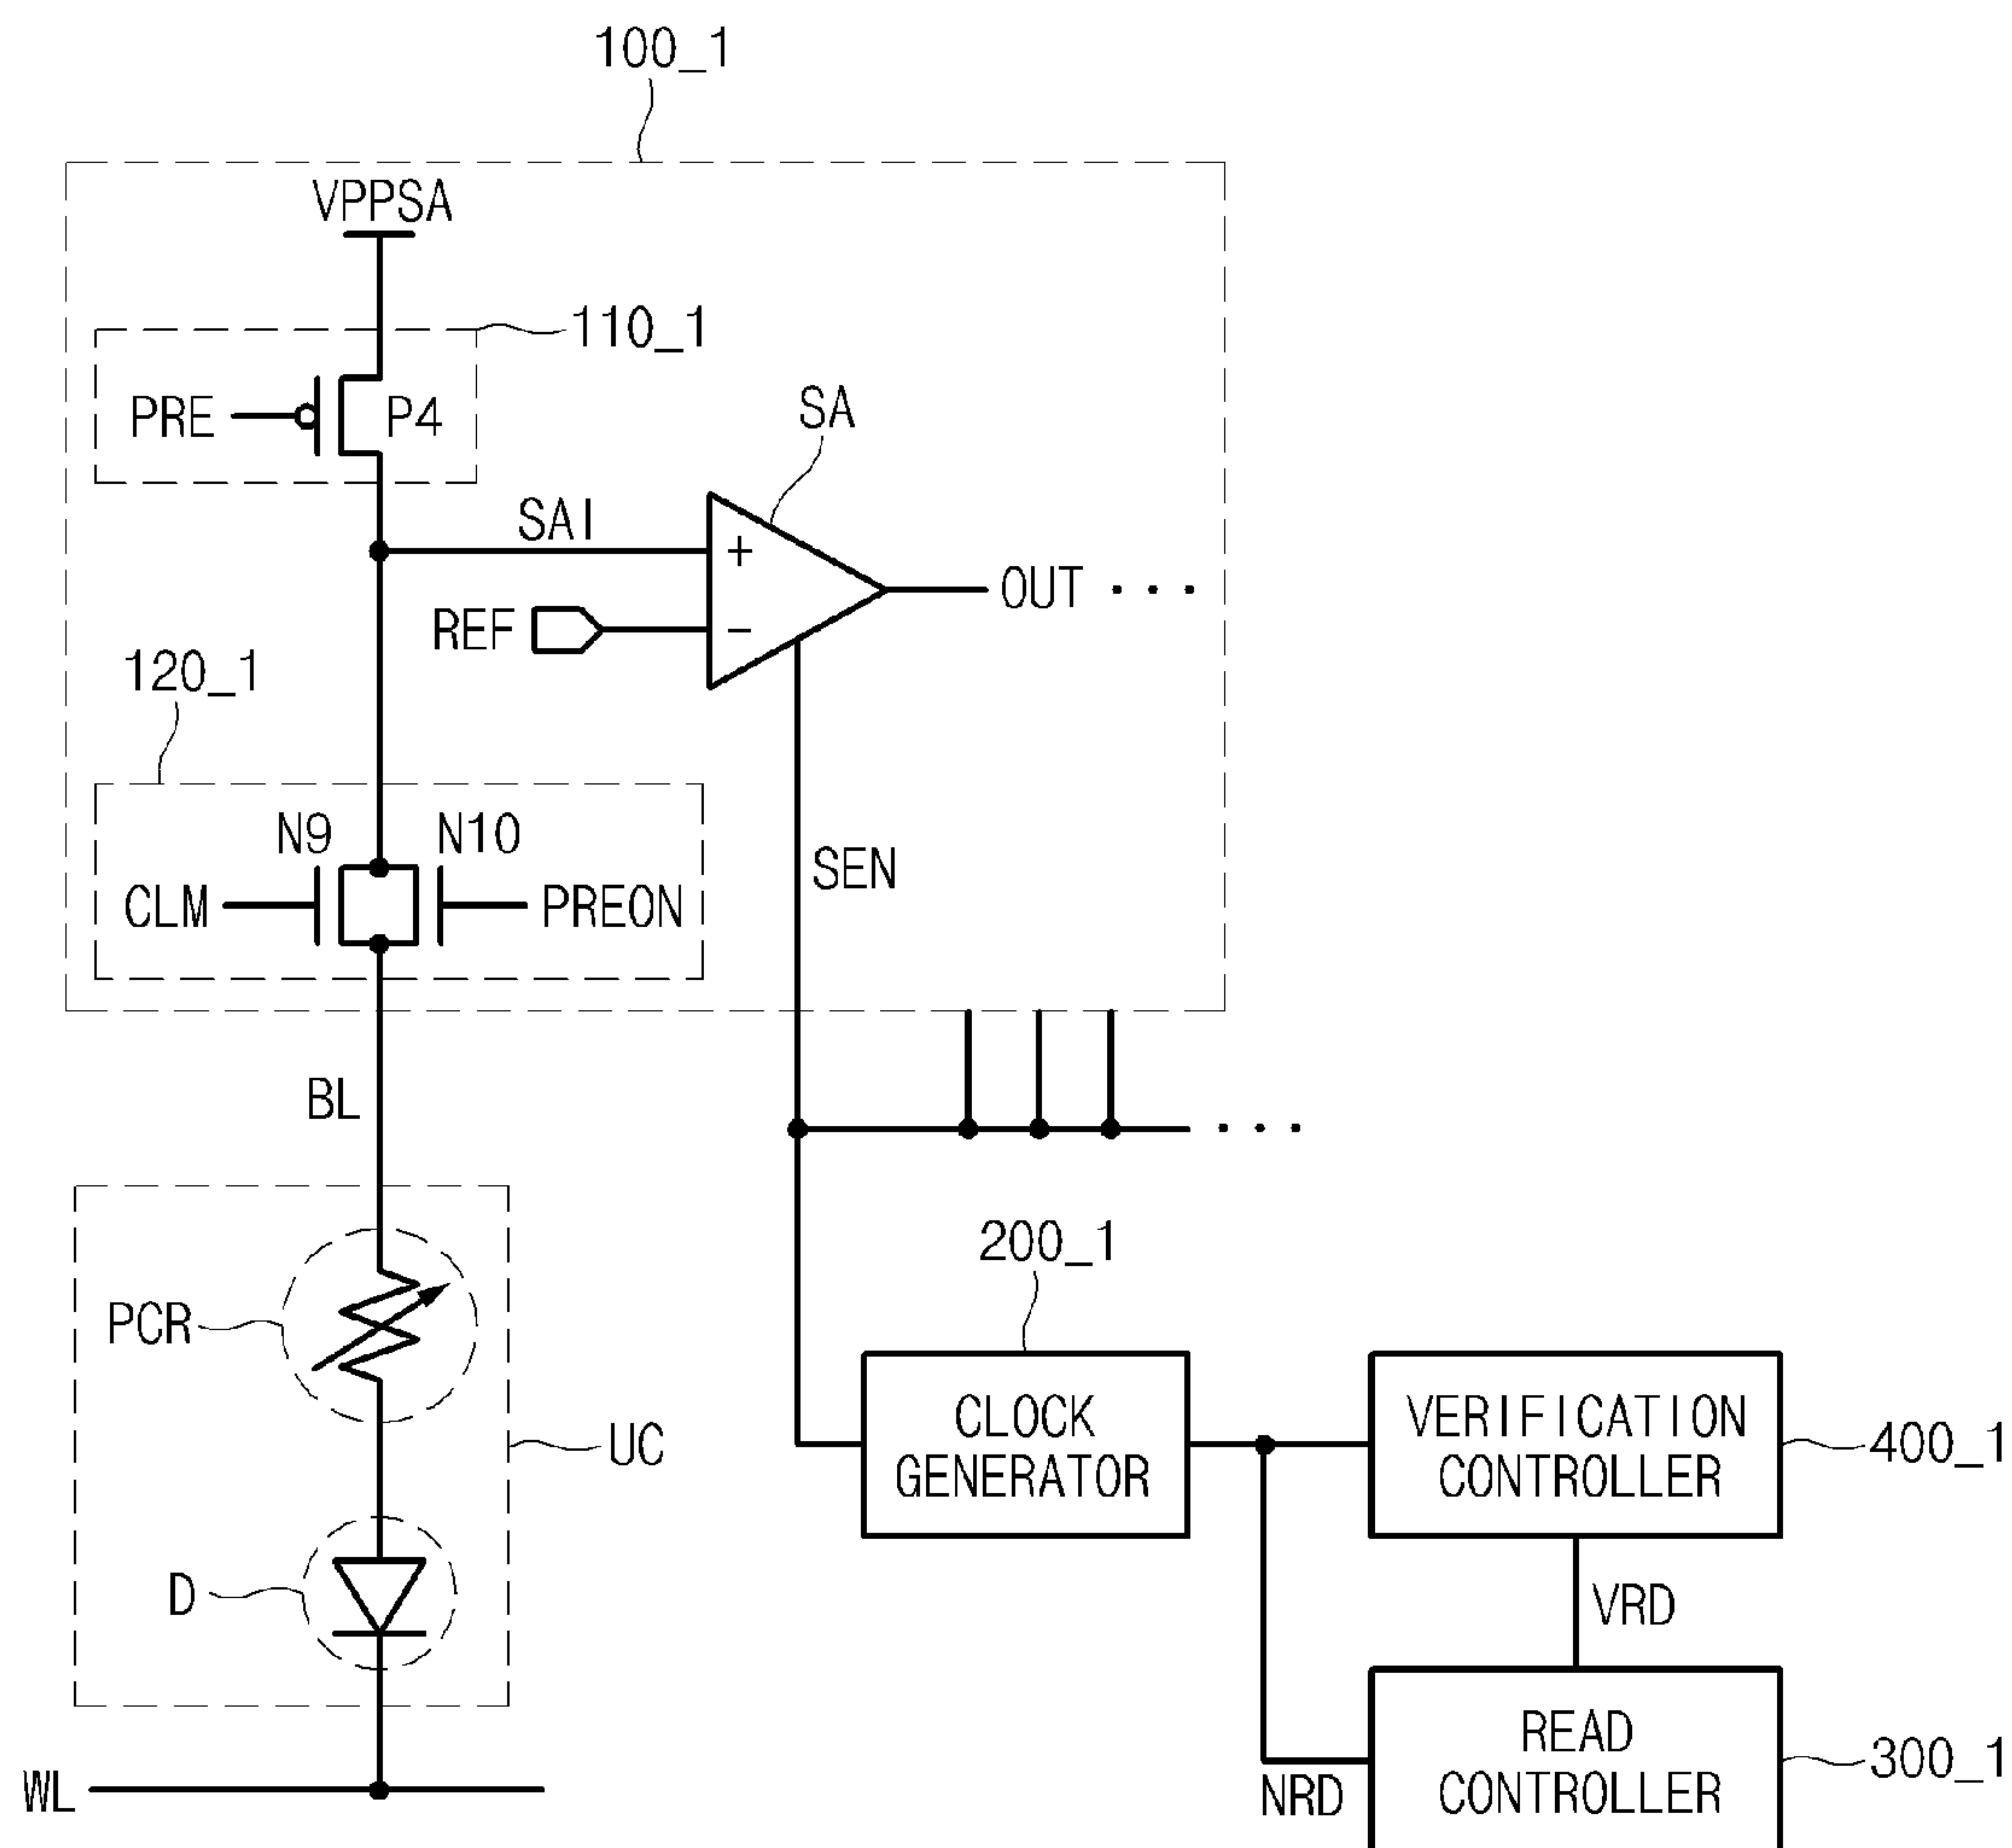 100_1
VPPSA
110_1
PRE
P4
SA
SAI
+
REF
−
OUT ···
120_1
N9
N10
CLM
PREON
SEN
BL
···
200_1
PCR
CLOCK
GENERATOR
VERIFICATION
CONTROLLER
400_1
UC
D
VRD
READ
CONTROLLER
300_1
NRD
WL